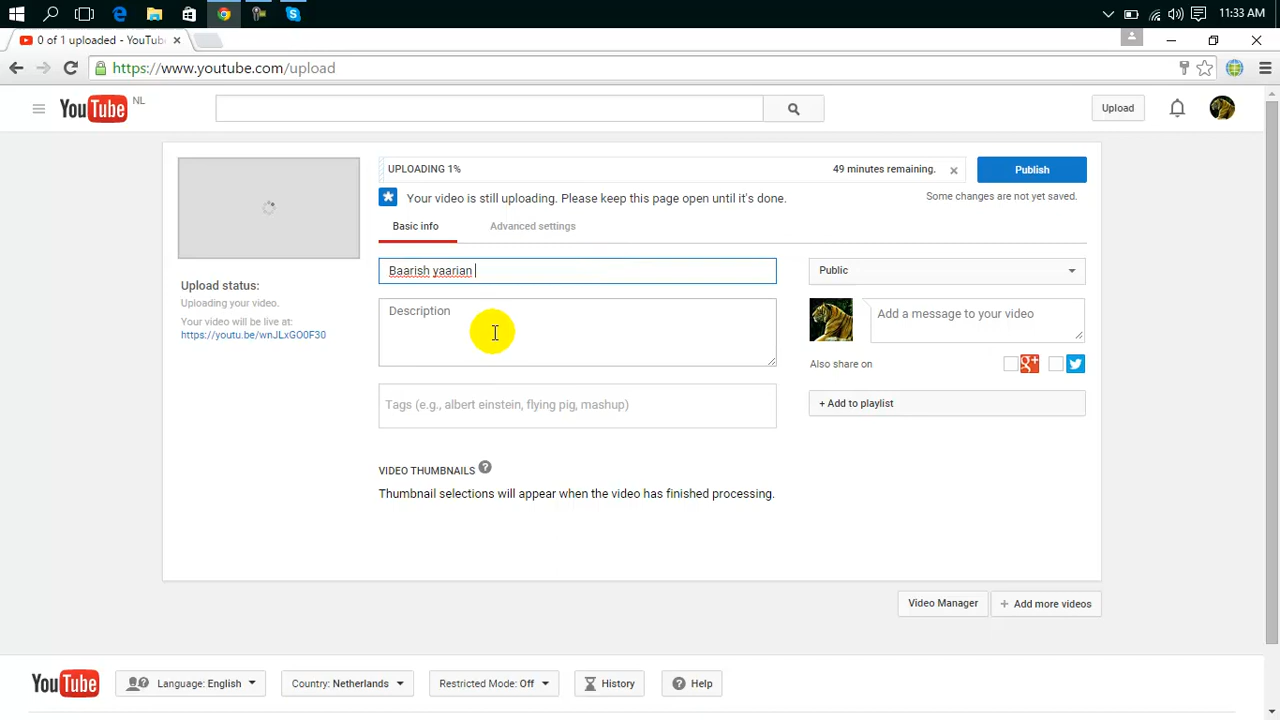 11:33 AM
0 of 1 uploaded - YouTub
https://www.youtube.com/upload
YouTube NL
Upload
UPLOADING 1%
49 minutes remaining.
Publish
Your video is still uploading. Please keep this page open until it's done.
Some changes are not yet saved.
Basic info
Advanced settings
Baarish yaarian
Public
Description
Add a message to your video
Upload status:
Uploading your video.
Your video will be live at:
https://youtu.be/wnJLxGO0F30
Also share on
g+
Tags (e.g., albert einstein, flying pig, mashup)
+ Add to playlist
VIDEO THUMBNAILS ?
Thumbnail selections will appear when the video has finished processing.
Video Manager
+ Add more videos
YouTube
Language: English
Country: Netherlands
Restricted Mode: Off
History
? Help